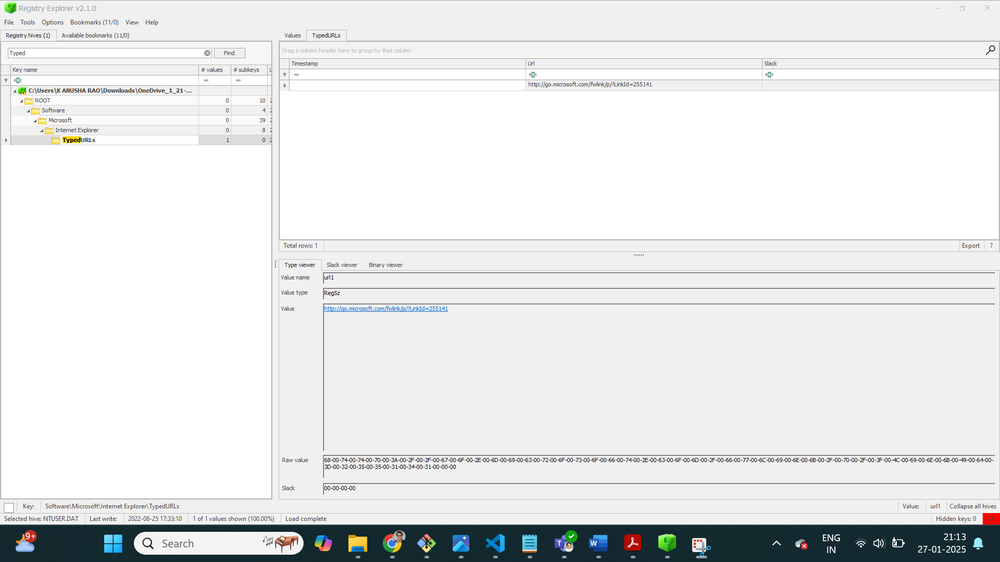 Registry Explorer v2.1.0
File Tools Options Bookmarks (11/0) View Help
Registry hives (1) Available bookmarks (11/0)
Typed Find
Key name # values # subkeys L
= =
C:\Users\K ANUSHA RAO\Downloads\OneDrive_1_21-...
ROOT 0 10 2
Software 0 4 2
Microsoft 0 39 2
Internet Explorer 0 8 2
TypedURLs 1 0 2
Values TypedURLs
Drag a column header here to group by that column
Timestamp Url Slack
=
http://go.microsoft.com/fwlink/p/?LinkId=255141
Total rows: 1 Export ?
Type viewer Slack viewer Binary viewer
Value name url1
Value type RegSz
Value http://go.microsoft.com/fwlink/p/?LinkId=255141
Raw value 68-00-74-00-74-00-70-00-3A-00-2F-00-2F-00-67-00-6F-00-2E-00-6D-00-69-00-63-00-72-00-6F-00-73-00-6F-00-66-00-74-00-2E-00-63-00-6F-00-6D-00-2F-00-66-00-77-00-6C-00-69-00-6E-00-6B-00-2F-00-70-00-2F-00-3F-00-4C-00-69-00-6E-00-6B-00-49-00-64-00-
3D-00-32-00-35-00-35-00-31-00-34-00-31-00-00-00
Slack 00-00-00-00
Key: Software\Microsoft\Internet Explorer\TypedURLs Value: url1 Collapse all hives
Selected hive: NTUSER.DAT Last write: 2022-08-25 17:33:10 1 of 1 values shown (100.00%) Load complete Hidden keys: 0 24
9+ Search ENG 21:13
IN 27-01-2025